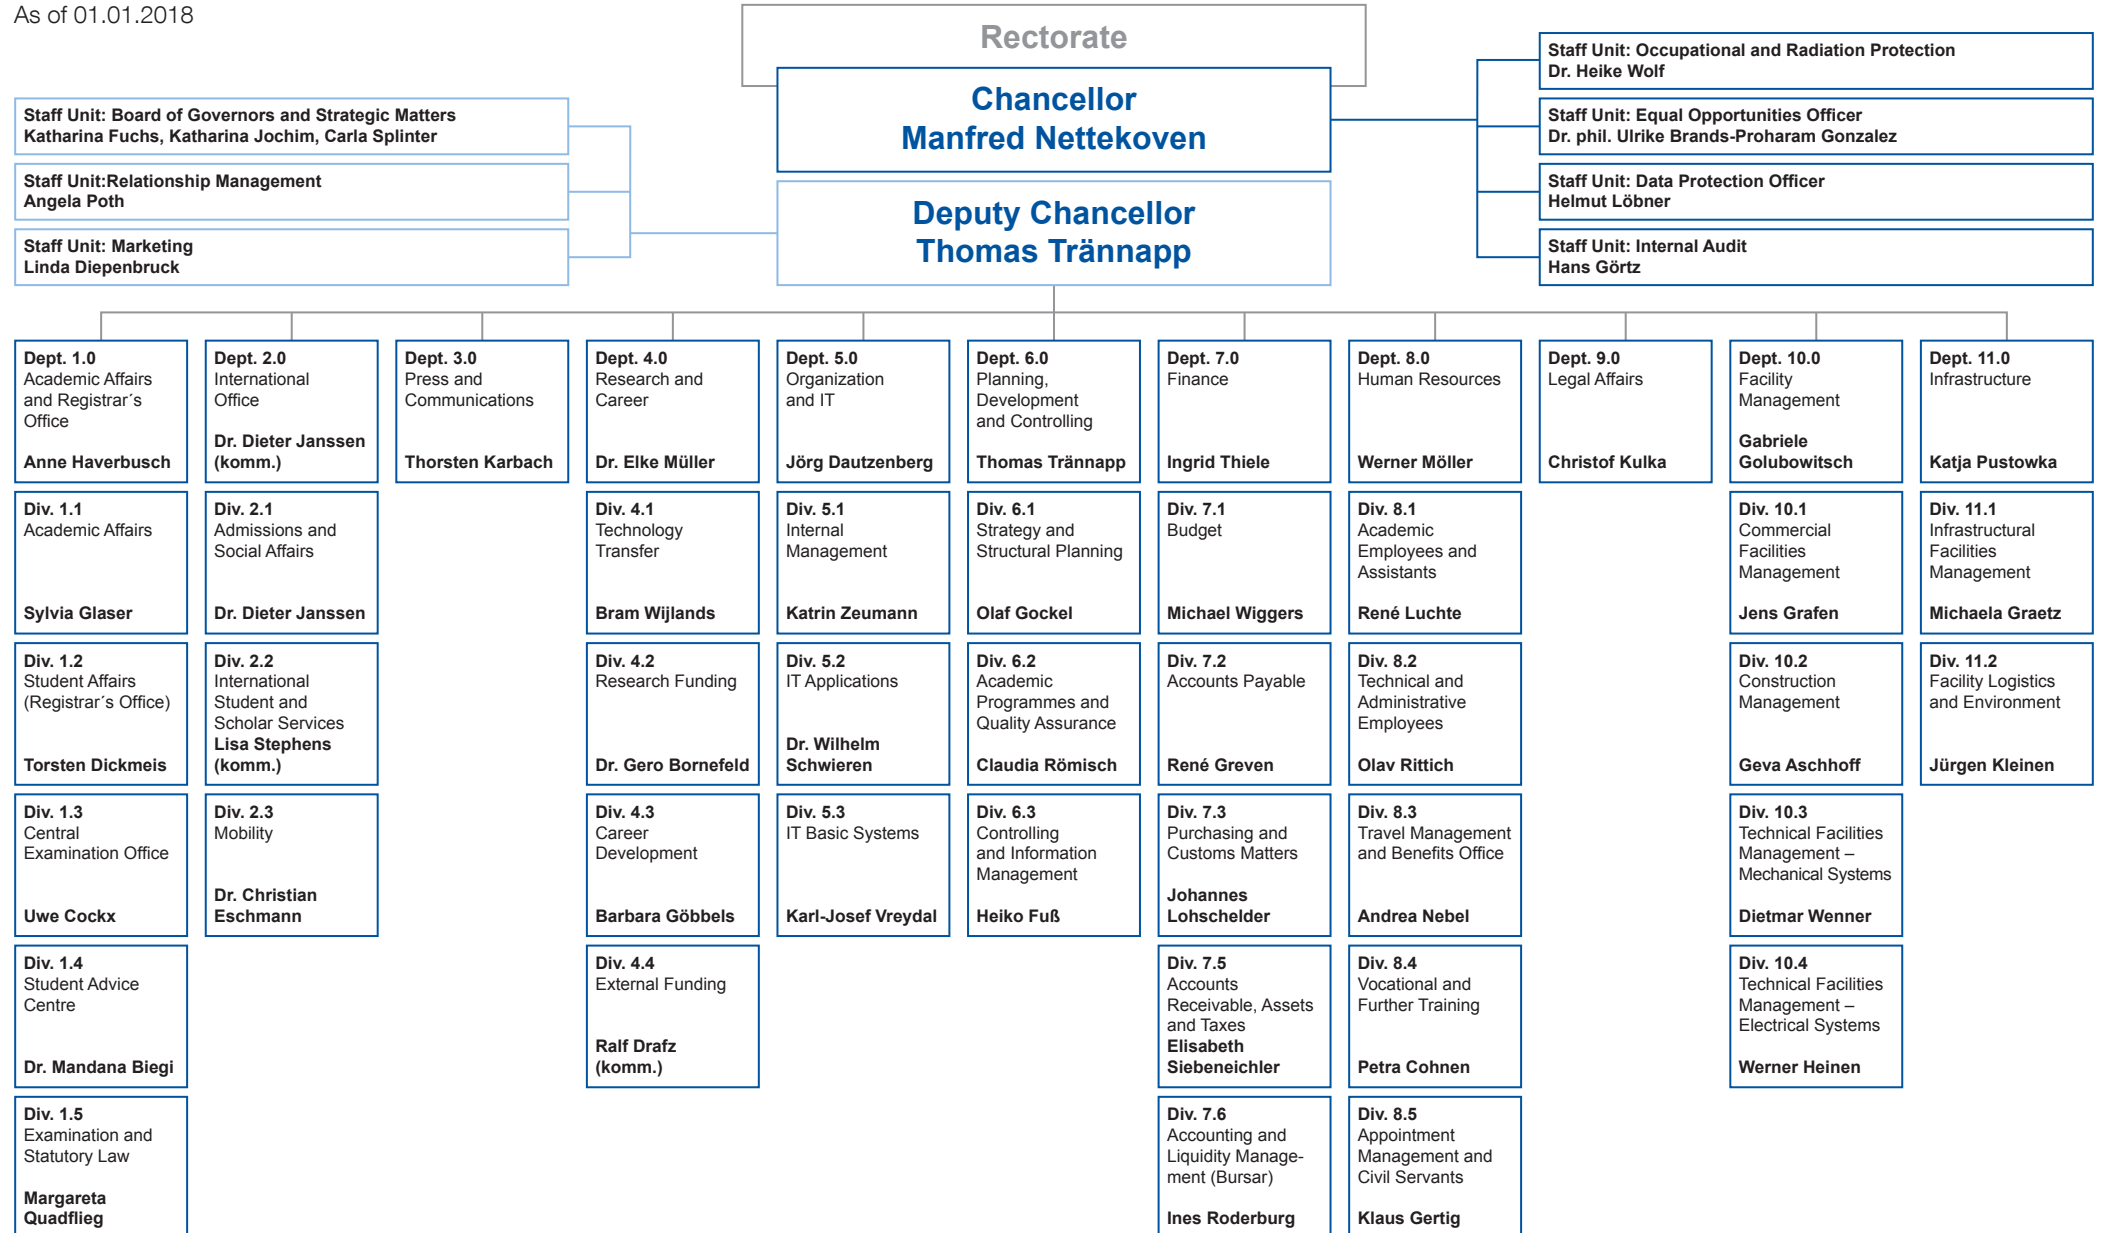 As of 01.01.2018
Rectorate
Chancellor
Manfred Nettekoven
Deputy Chancellor
Thomas Trännapp
Staff Unit: Board of Governors and Strategic Matters
Katharina Fuchs, Katharina Jochim, Carla Splinter
Staff Unit:Relationship Management
Angela Poth
Staff Unit: Marketing
Linda Diepenbruck
Staff Unit: Occupational and Radiation Protection
Dr. Heike Wolf
Staff Unit: Equal Opportunities Officer
Dr. phil. Ulrike Brands-Proharam Gonzalez
Staff Unit: Data Protection Officer
Helmut Löbner
Staff Unit: Internal Audit
Hans Görtz
Dept. 1.0
Academic Affairs
and Registrar´s
Office
Anne Haverbusch
Div. 1.1
Academic Affairs
Sylvia Glaser
Div. 1.2
Student Affairs
(Registrar´s Office)
Torsten Dickmeis
Div. 1.3
Central
Examination Office
Uwe Cockx
Div. 1.4
Student Advice
Centre
Dr. Mandana Biegi
Div. 1.5
Examination and
Statutory Law
Margareta
Quadflieg
Dept. 2.0
International
Office
Dr. Dieter Janssen
(komm.)
Div. 2.1
Admissions and
Social Affairs
Dr. Dieter Janssen
Div. 2.2
International
Student and
Scholar Services
Lisa Stephens
(komm.)
Div. 2.3
Mobility
Dr. Christian
Eschmann
Dept. 3.0
Press and
Communications
Thorsten Karbach
Dept. 4.0
Research and
Career
Dr. Elke Müller
Div. 4.1
Technology
Transfer
Bram Wijlands
Div. 4.2
Research Funding
Dr. Gero Bornefeld
Div. 4.3
Career
Development
Barbara Göbbels
Div. 4.4
External Funding
Ralf Drafz
(komm.)
Dept. 5.0
Organization
and IT
Jörg Dautzenberg
Div. 5.1
Internal
Management
Katrin Zeumann
Div. 5.2
IT Applications
Dr. Wilhelm
Schwieren
Div. 5.3
IT Basic Systems
Karl-Josef Vreydal
Dept. 6.0
Planning,
Development
and Controlling
Thomas Trännapp
Div. 6.1
Strategy and
Structural Planning
Olaf Gockel
Div. 6.2
Academic
Programmes and
Quality Assurance
Claudia Römisch
Div. 6.3
Controlling
and Information
Management
Heiko Fuß
Dept. 7.0
Finance
Ingrid Thiele
Div. 7.1
Budget
Michael Wiggers
Div. 7.2
Accounts Payable
René Greven
Div. 7.3
Purchasing and
Customs Matters
Johannes
Lohschelder
Div. 7.5
Accounts
Receivable, Assets
and Taxes
Elisabeth
Siebeneichler
Div. 7.6
Accounting and
Liquidity Manage-
ment (Bursar)
Ines Roderburg
Dept. 8.0
Human Resources
Werner Möller
Div. 8.1
Academic
Employees and
Assistants
René Luchte
Div. 8.2
Technical and
Administrative
Employees
Olav Rittich
Div. 8.3
Travel Management
and Benefits Office
Andrea Nebel
Div. 8.4
Vocational and
Further Training
Petra Cohnen
Div. 8.5
Appointment
Management and
Civil Servants
Klaus Gertig
Dept. 9.0
Legal Affairs
Christof Kulka
Dept. 10.0
Facility
Management
Gabriele
Golubowitsch
Div. 10.1
Commercial
Facilities
Management
Jens Grafen
Div. 10.2
Construction
Management
Geva Aschhoff
Div. 10.3
Technical Facilities
Management –
Mechanical Systems
Dietmar Wenner
Div. 10.4
Technical Facilities
Management –
Electrical Systems
Werner Heinen
Dept. 11.0
Infrastructure
Katja Pustowka
Div. 11.1
Infrastructural
Facilities
Management
Michaela Graetz
Div. 11.2
Facility Logistics
and Environment
Jürgen Kleinen